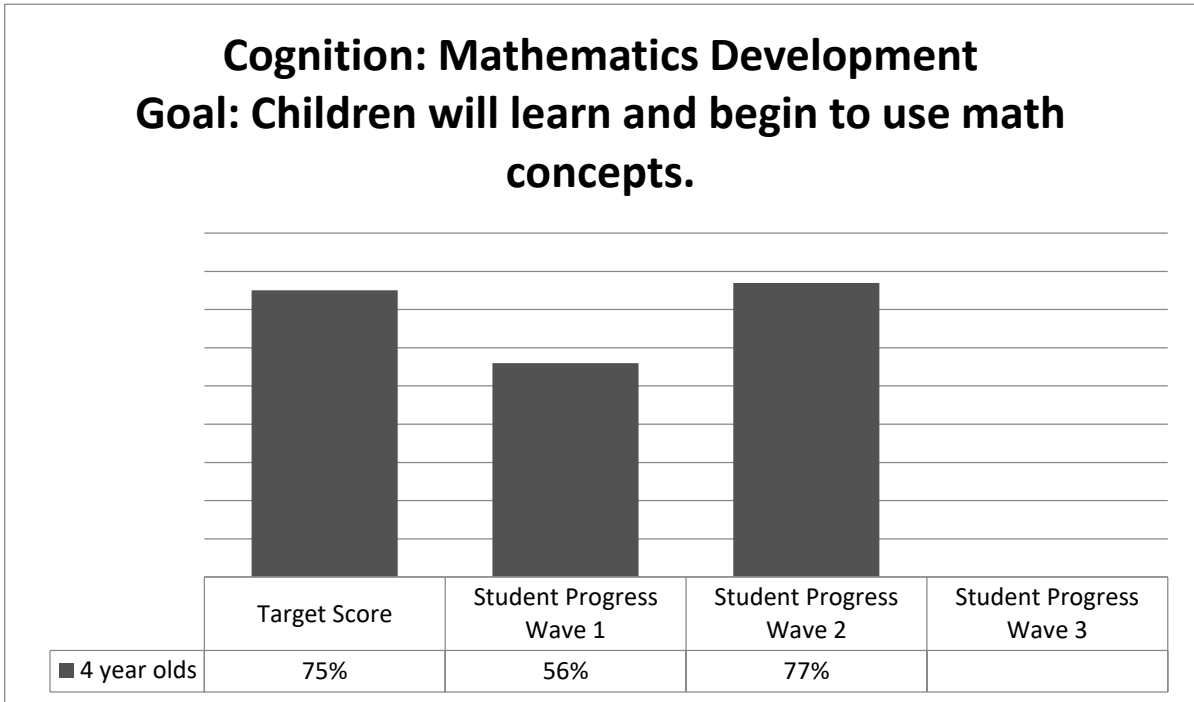 Cognition: Mathematics Development
Goal: Children will learn and begin to use math
concepts.
Target Score
Student Progress
Wave 1
Student Progress
Wave 2
Student Progress
Wave 3
4 year olds
75%
56%
77%